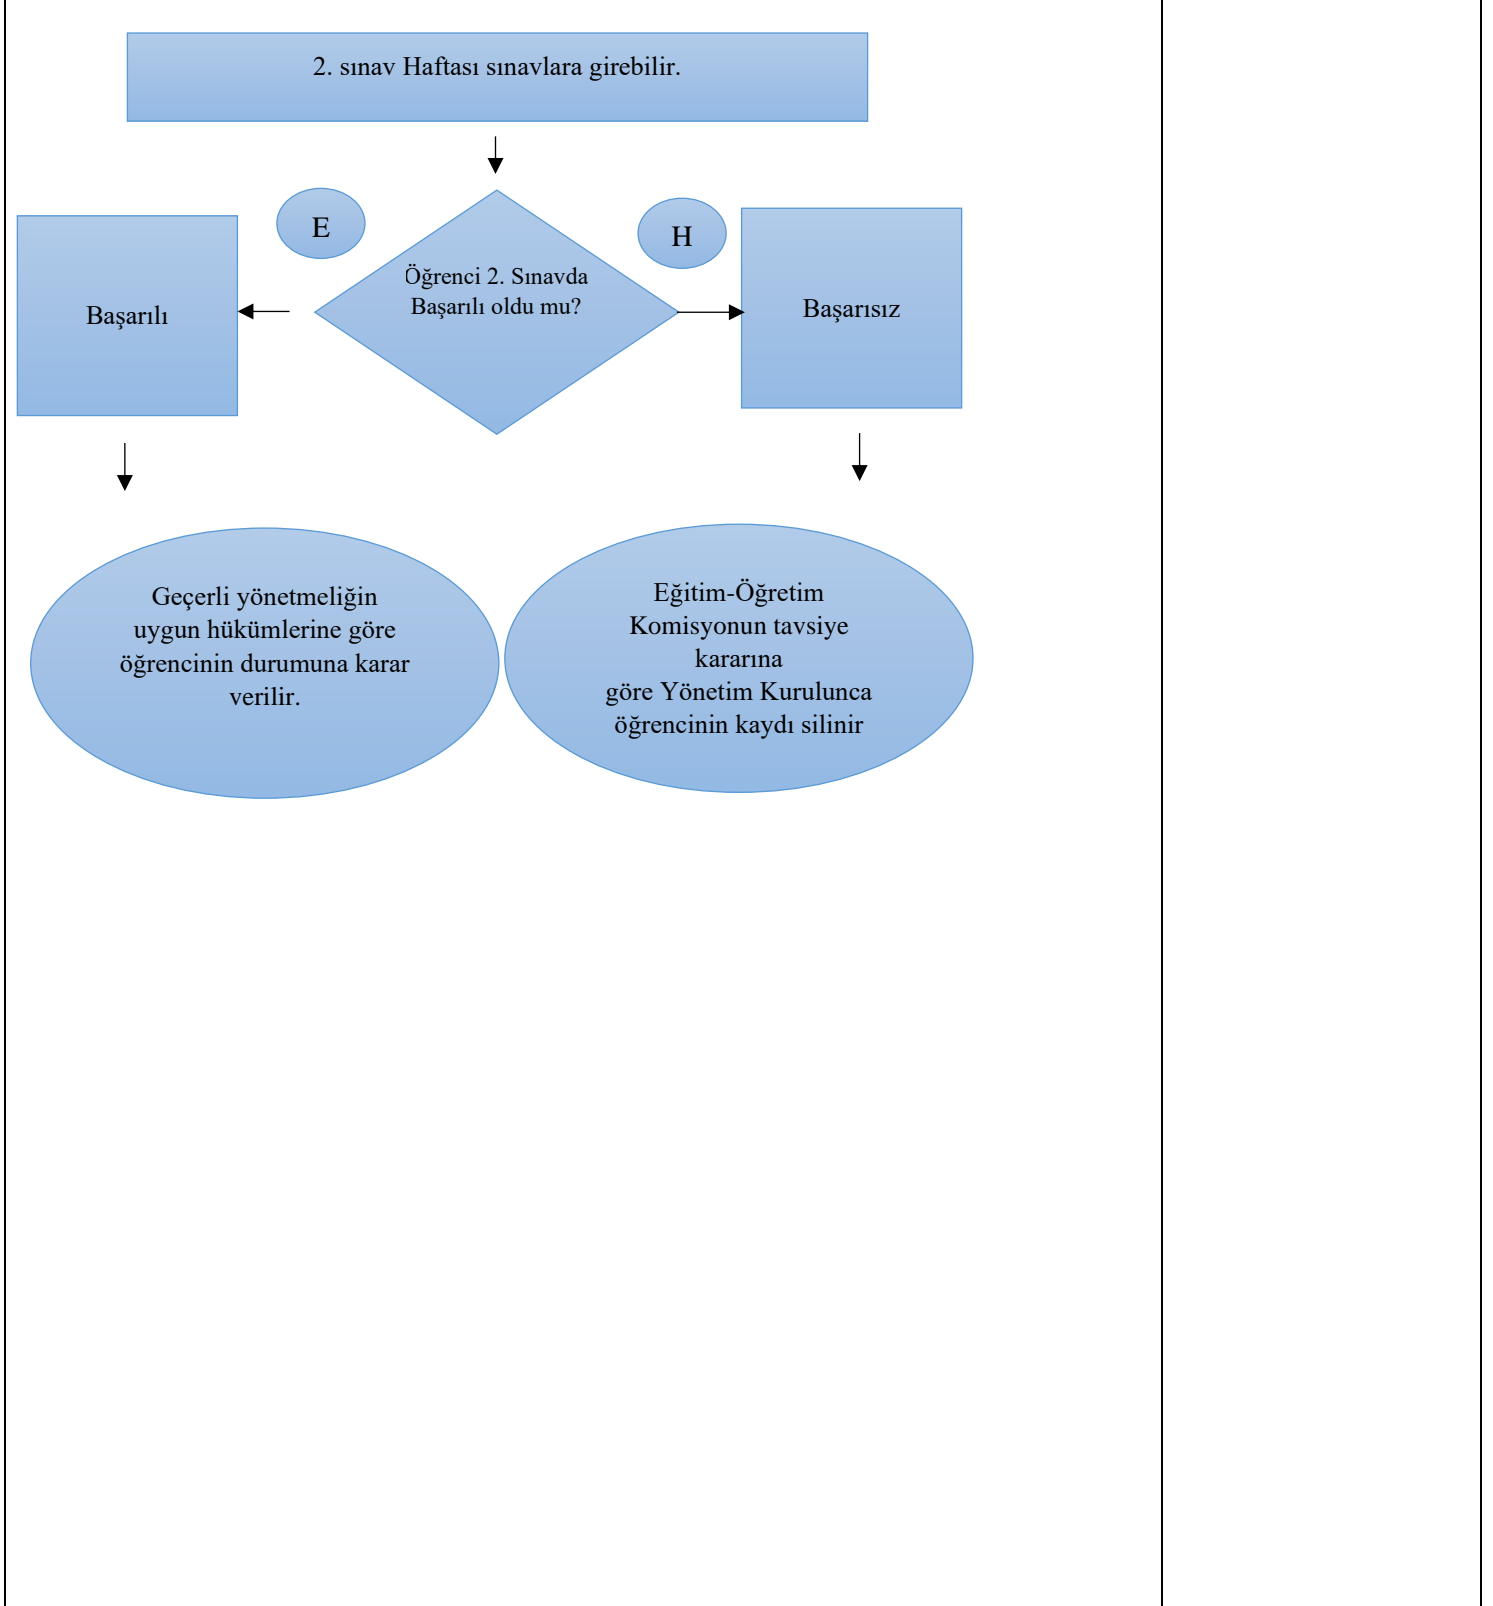 2. sınav Haftası sınavlara girebilir.
E
H
Öğrenci 2. Sınavda
Başarılı oldu mu?
Başarılı
Başarısız
Geçerli yönetmeliğin
uygun hükümlerine göre
öğrencinin durumuna karar
verilir.
Eğitim-Öğretim
Komisyonun tavsiye
kararına
göre Yönetim Kurulunca
öğrencinin kaydı silinir